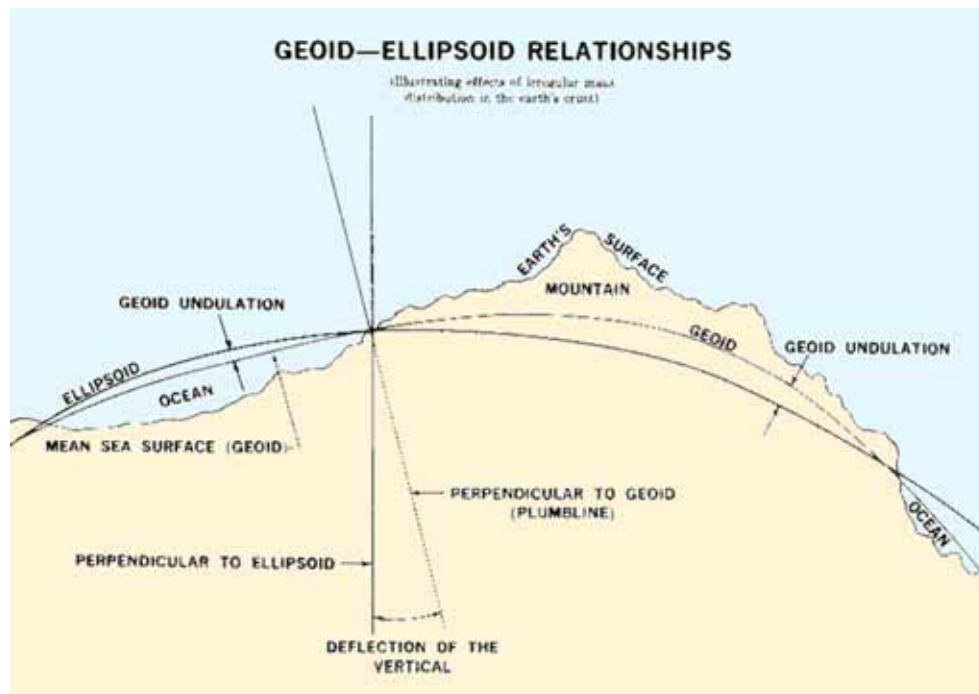 GEOID—ELLIPSOID RELATIONSHIPS
(Illustrating effects of irregular mass
distribution in the earth's crust)
EARTH'S SURFACE
MOUNTAIN
GEOID UNDULATION
GEOID
GEOID UNDULATION
ELLIPSOID
OCEAN
MEAN SEA SURFACE (GEOID)
PERPENDICULAR TO GEOID
(PLUMBLINE)
OCEAN
PERPENDICULAR TO ELLIPSOID
DEFLECTION OF THE
VERTICAL